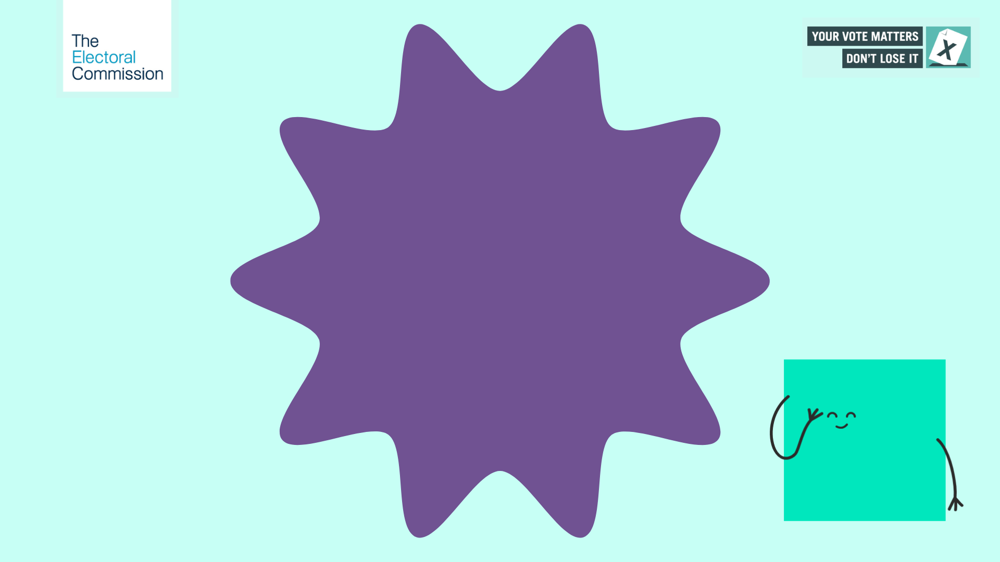 The
Electoral
Commission
YOUR VOTE MATTERS
DON'T LOSE IT
X